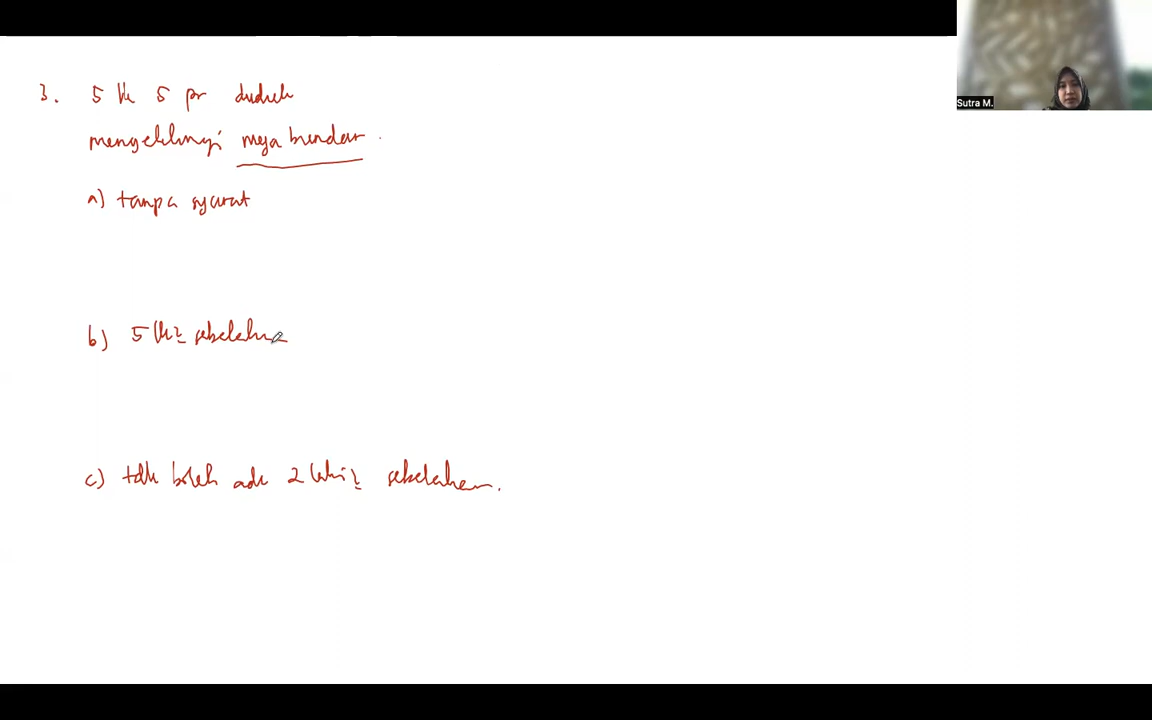 3. 5 lk 5 pr duduk
mengelilingi meja bundar.
a) tanpa syarat
b) 5 lk² sebelahan
c) tdk boleh ada 2 laki² sebelahan.
Sutra M.